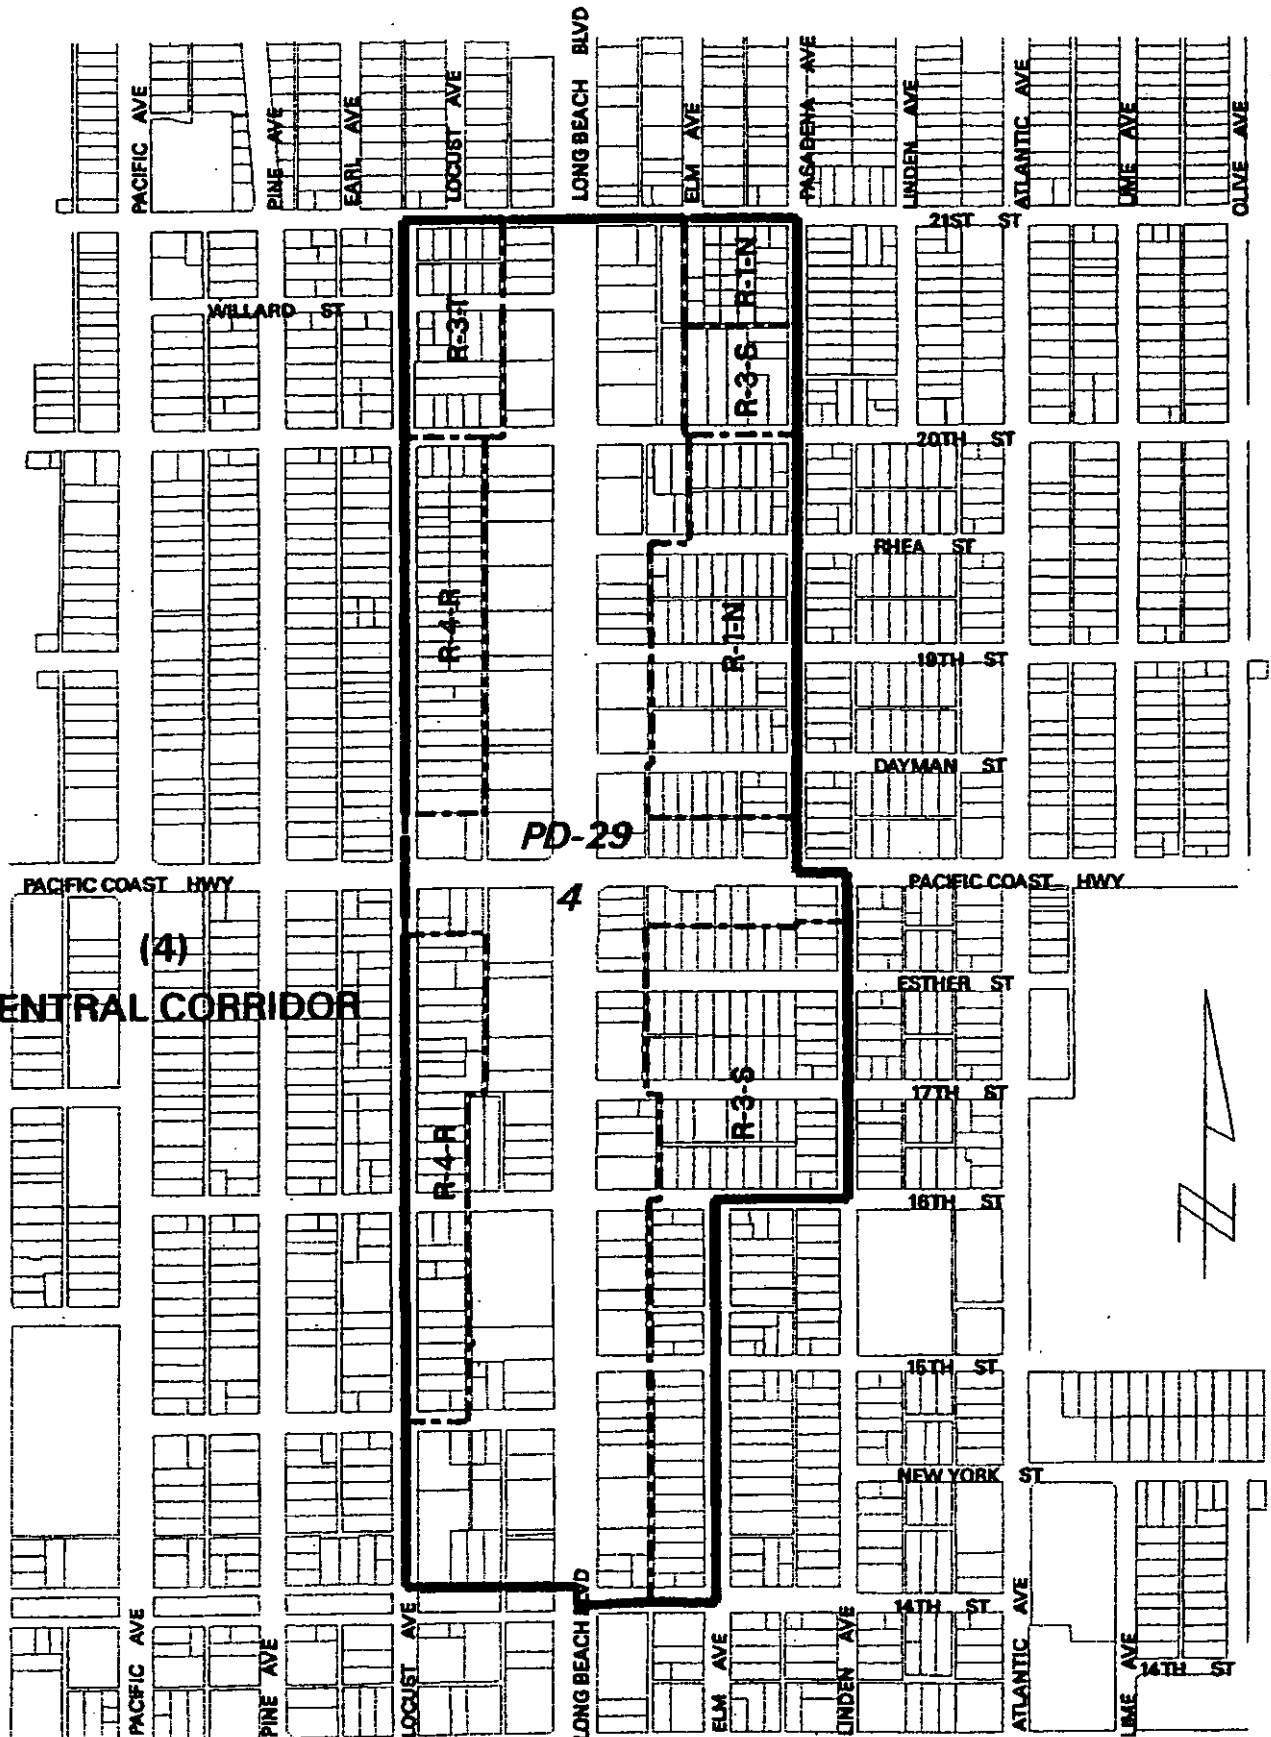 LONG BEACH BLVD
PACIFIC AVE
PINE AVE
EARL AVE
LOCUST AVE
ELM AVE
PASADENA AVE
LINDEN AVE
ATLANTIC AVE
LIME AVE
OLIVE AVE
21ST ST
WILLARD ST
R-3-T
R-1-N
R-3-S
20TH ST
RHEA ST
R-4-R
R-1-N
19TH ST
DAYMAN ST
PD-29
PACIFIC COAST HWY
4
PACIFIC COAST HWY
(4)
ENTRAL CORRIDOR
ESTHER ST
17TH ST
R-3-S
R-4-R
16TH ST
15TH ST
NEW YORK ST
14TH ST
14TH ST
PACIFIC AVE
PINE AVE
LOCUST AVE
LONG BEACH BLVD
ELM AVE
LINDEN AVE
ATLANTIC AVE
LIME AVE